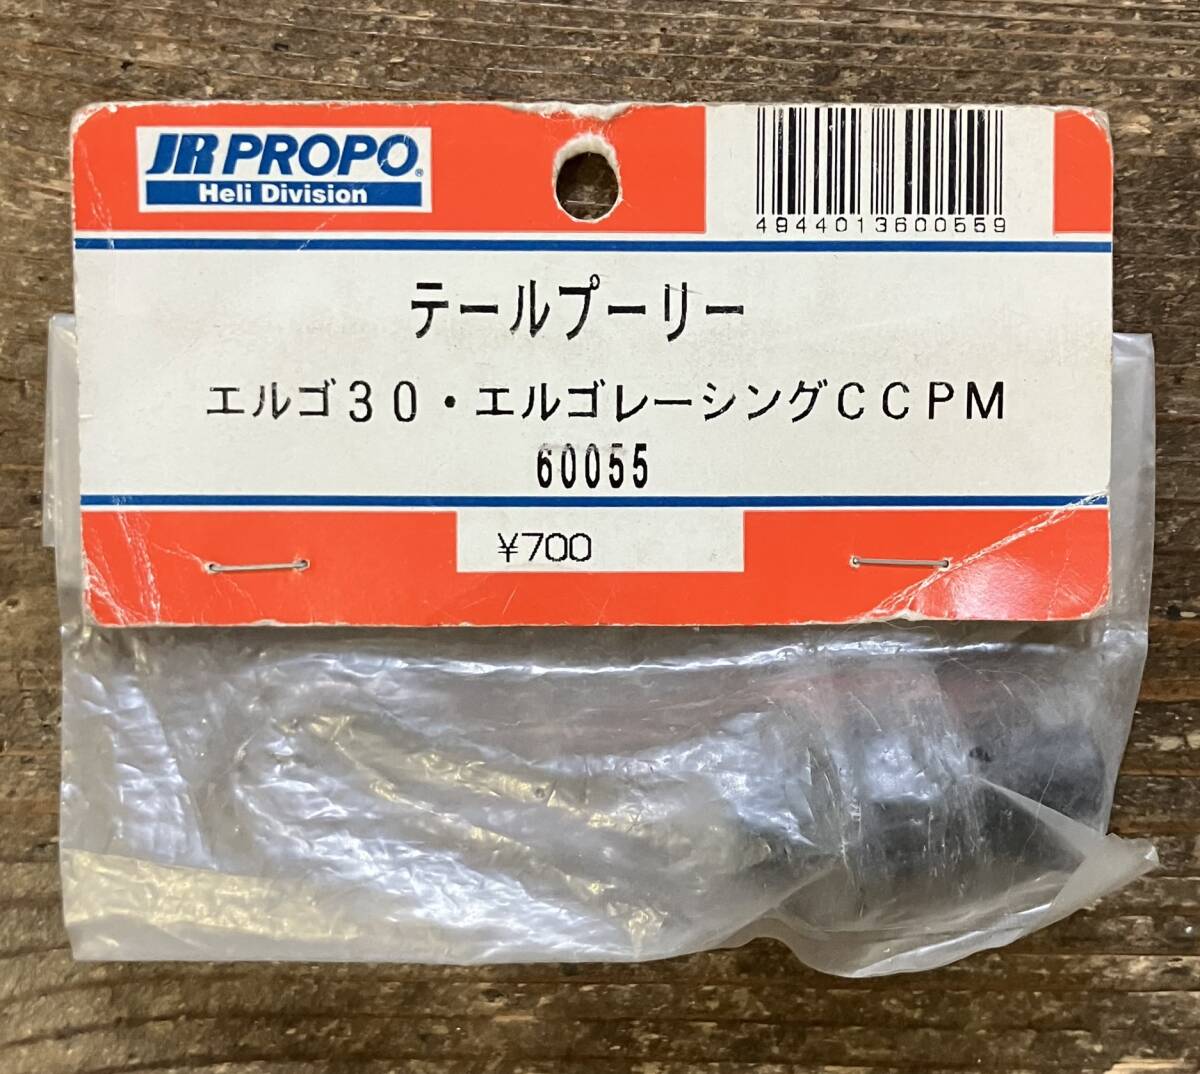 JR PROPO®
Heli Division
4944013600559
テールプーリー
エルゴ30・エルゴレーシングCCPM
60055
¥700